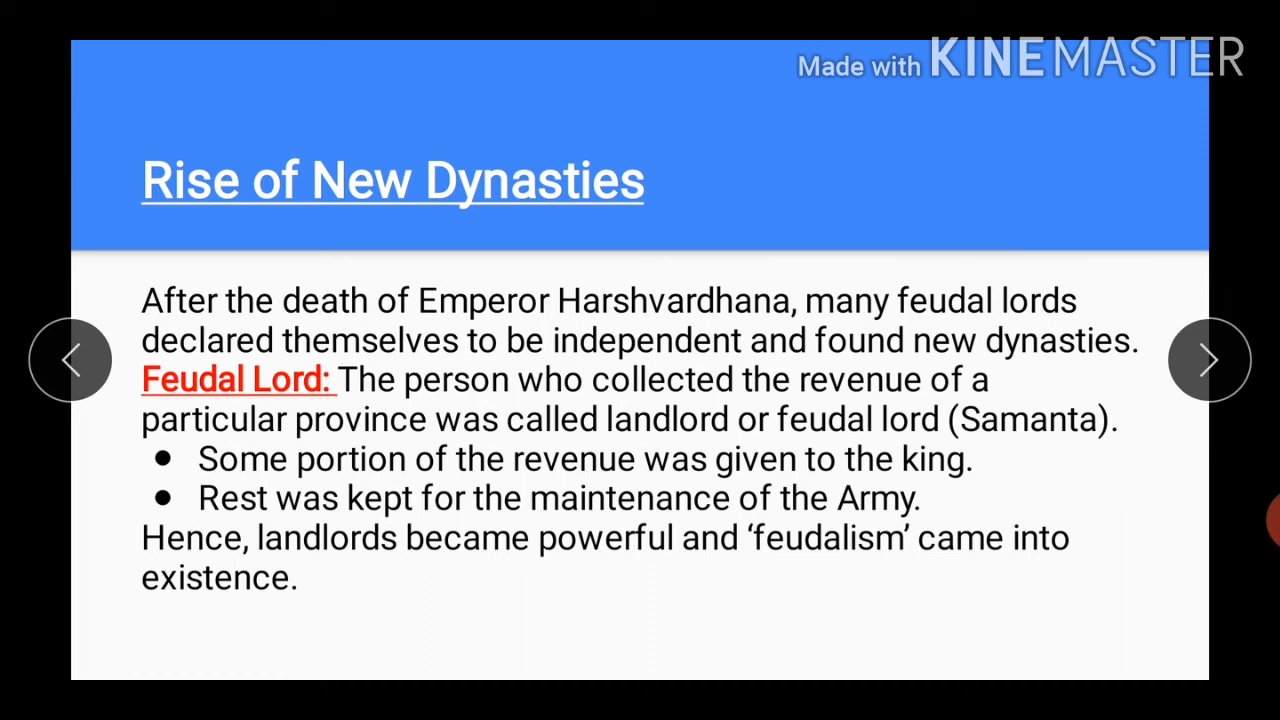 Made with KINEMASTER
Rise of New Dynasties
After the death of Emperor Harshvardhana, many feudal lords
declared themselves to be independent and found new dynasties.
Feudal Lord: The person who collected the revenue of a
particular province was called landlord or feudal lord (Samanta).
● Some portion of the revenue was given to the king.
● Rest was kept for the maintenance of the Army.
Hence, landlords became powerful and ‘feudalism’ came into
existence.